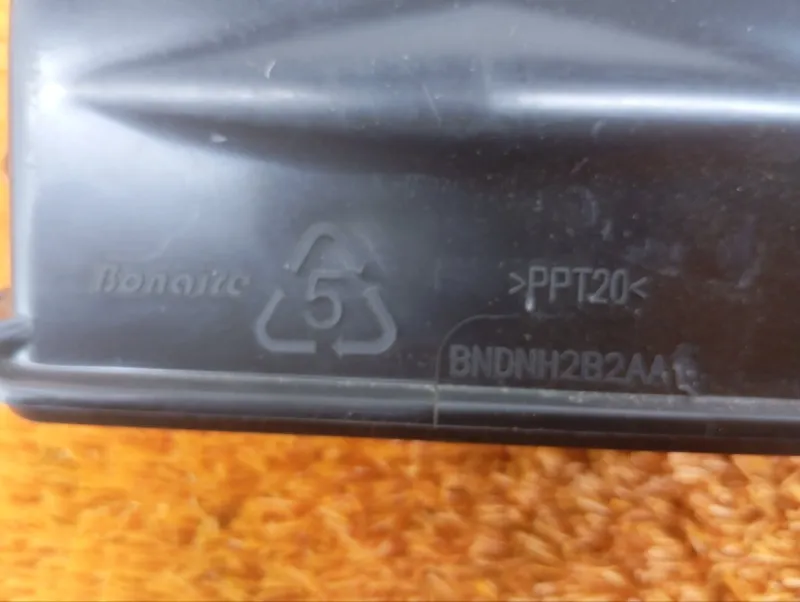 Bonaire
5
>PPT20<
BNDNH2B2AA